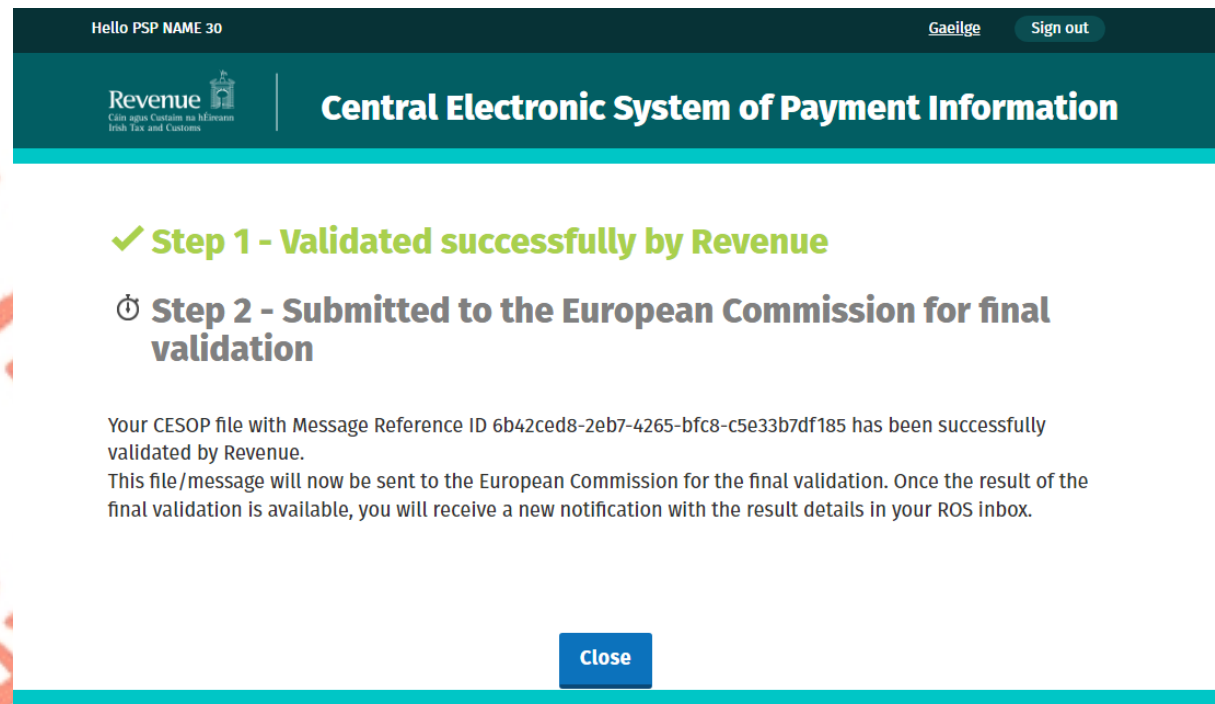 Hello PSP NAME 30
Gaeilge
Sign out
Revenue
Cáin agus Custaim na hÉireann
Irish Tax and Customs
Central Electronic System of Payment Information
Step 1 - Validated successfully by Revenue
Step 2 - Submitted to the European Commission for final
validation
Your CESOP file with Message Reference ID 6b42ced8-2eb7-4265-bfc8-c5e33b7df185 has been successfully
validated by Revenue.
This file/message will now be sent to the European Commission for the final validation. Once the result of the
final validation is available, you will receive a new notification with the result details in your ROS inbox.
Close